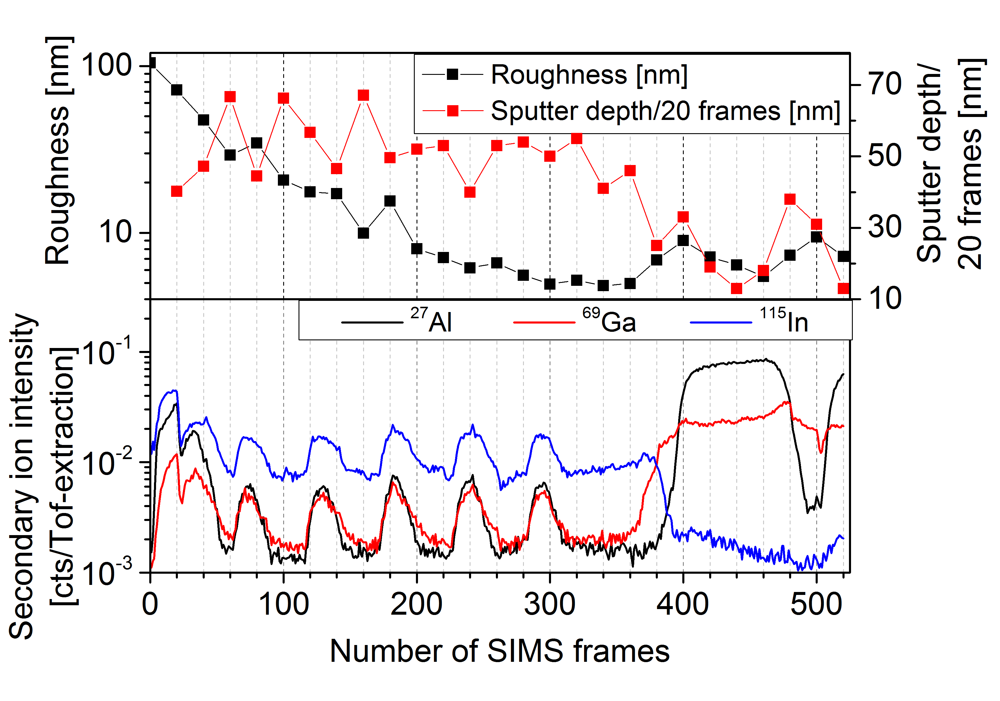 Roughness [nm]
100
10
Roughness [nm]
Sputter depth/20 frames [nm]
70
50
30
10
Sputter depth/
20 frames [nm]
Secondary ion intensity
[cts/Tof-extraction]
10⁻¹
10⁻²
10⁻³
²⁷Al ⁶⁹Ga ¹¹⁵In
0 100 200 300 400 500
Number of SIMS frames